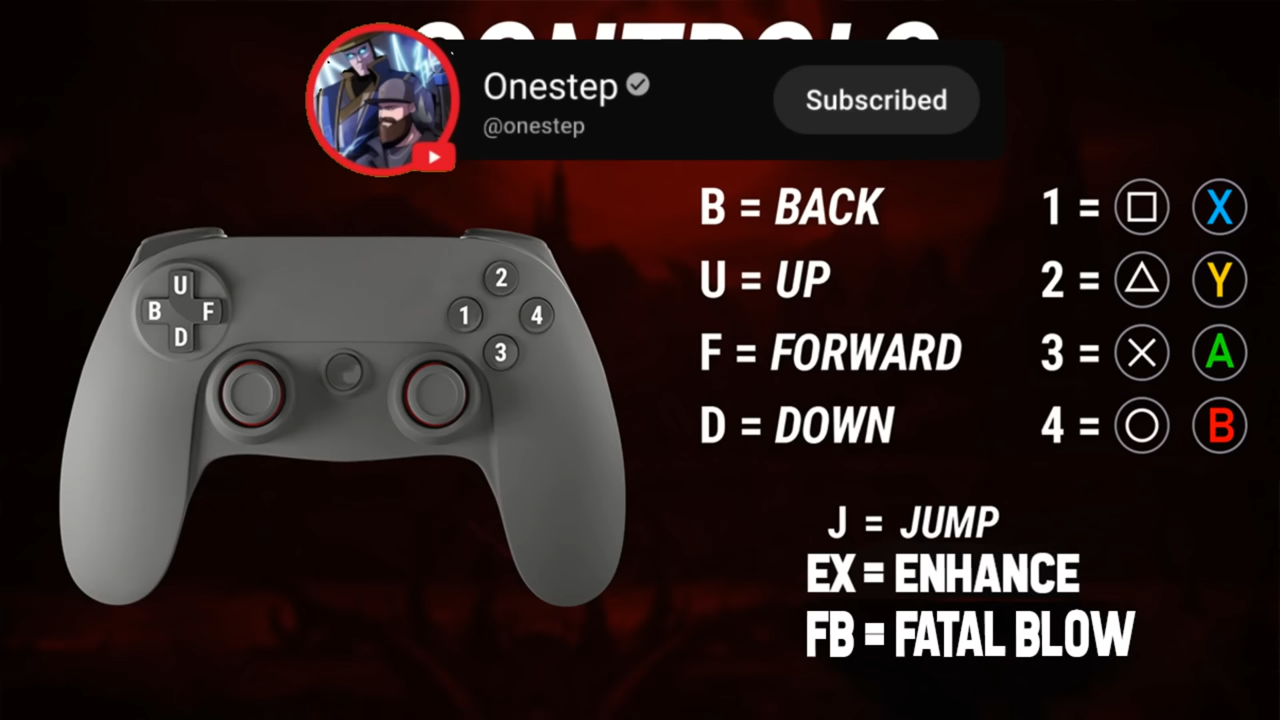 CONTROLS
Onestep
@onestep
Subscribed
B = BACK
1 = □ X
U = UP
2 = △ Y
F = FORWARD
3 = ✕ A
D = DOWN
4 = ○ B
J = JUMP
EX = ENHANCE
FB = FATAL BLOW
U
B F
D
2
1 4
3